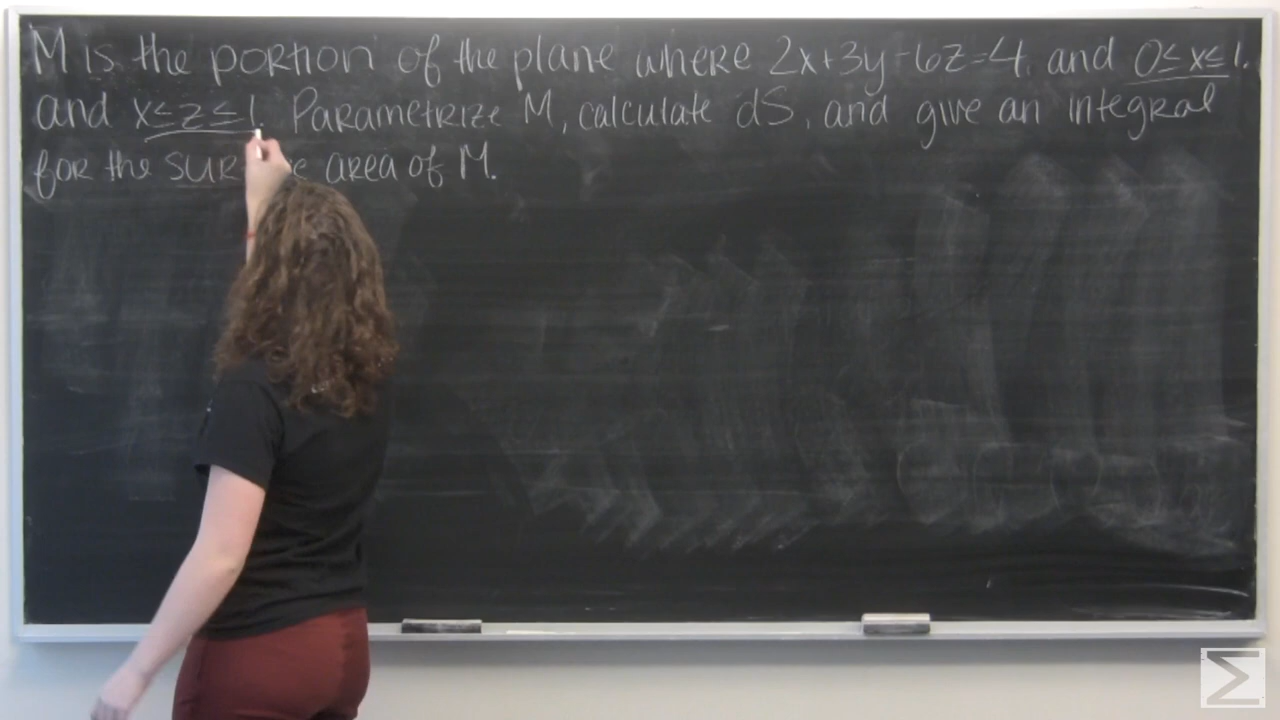 M is the portion of the plane where 2x+3y-6z=4 and 0≤x≤1.
and x≤z≤1. Parametrize M, calculate dS, and give an integral
for the area of M.
Σ